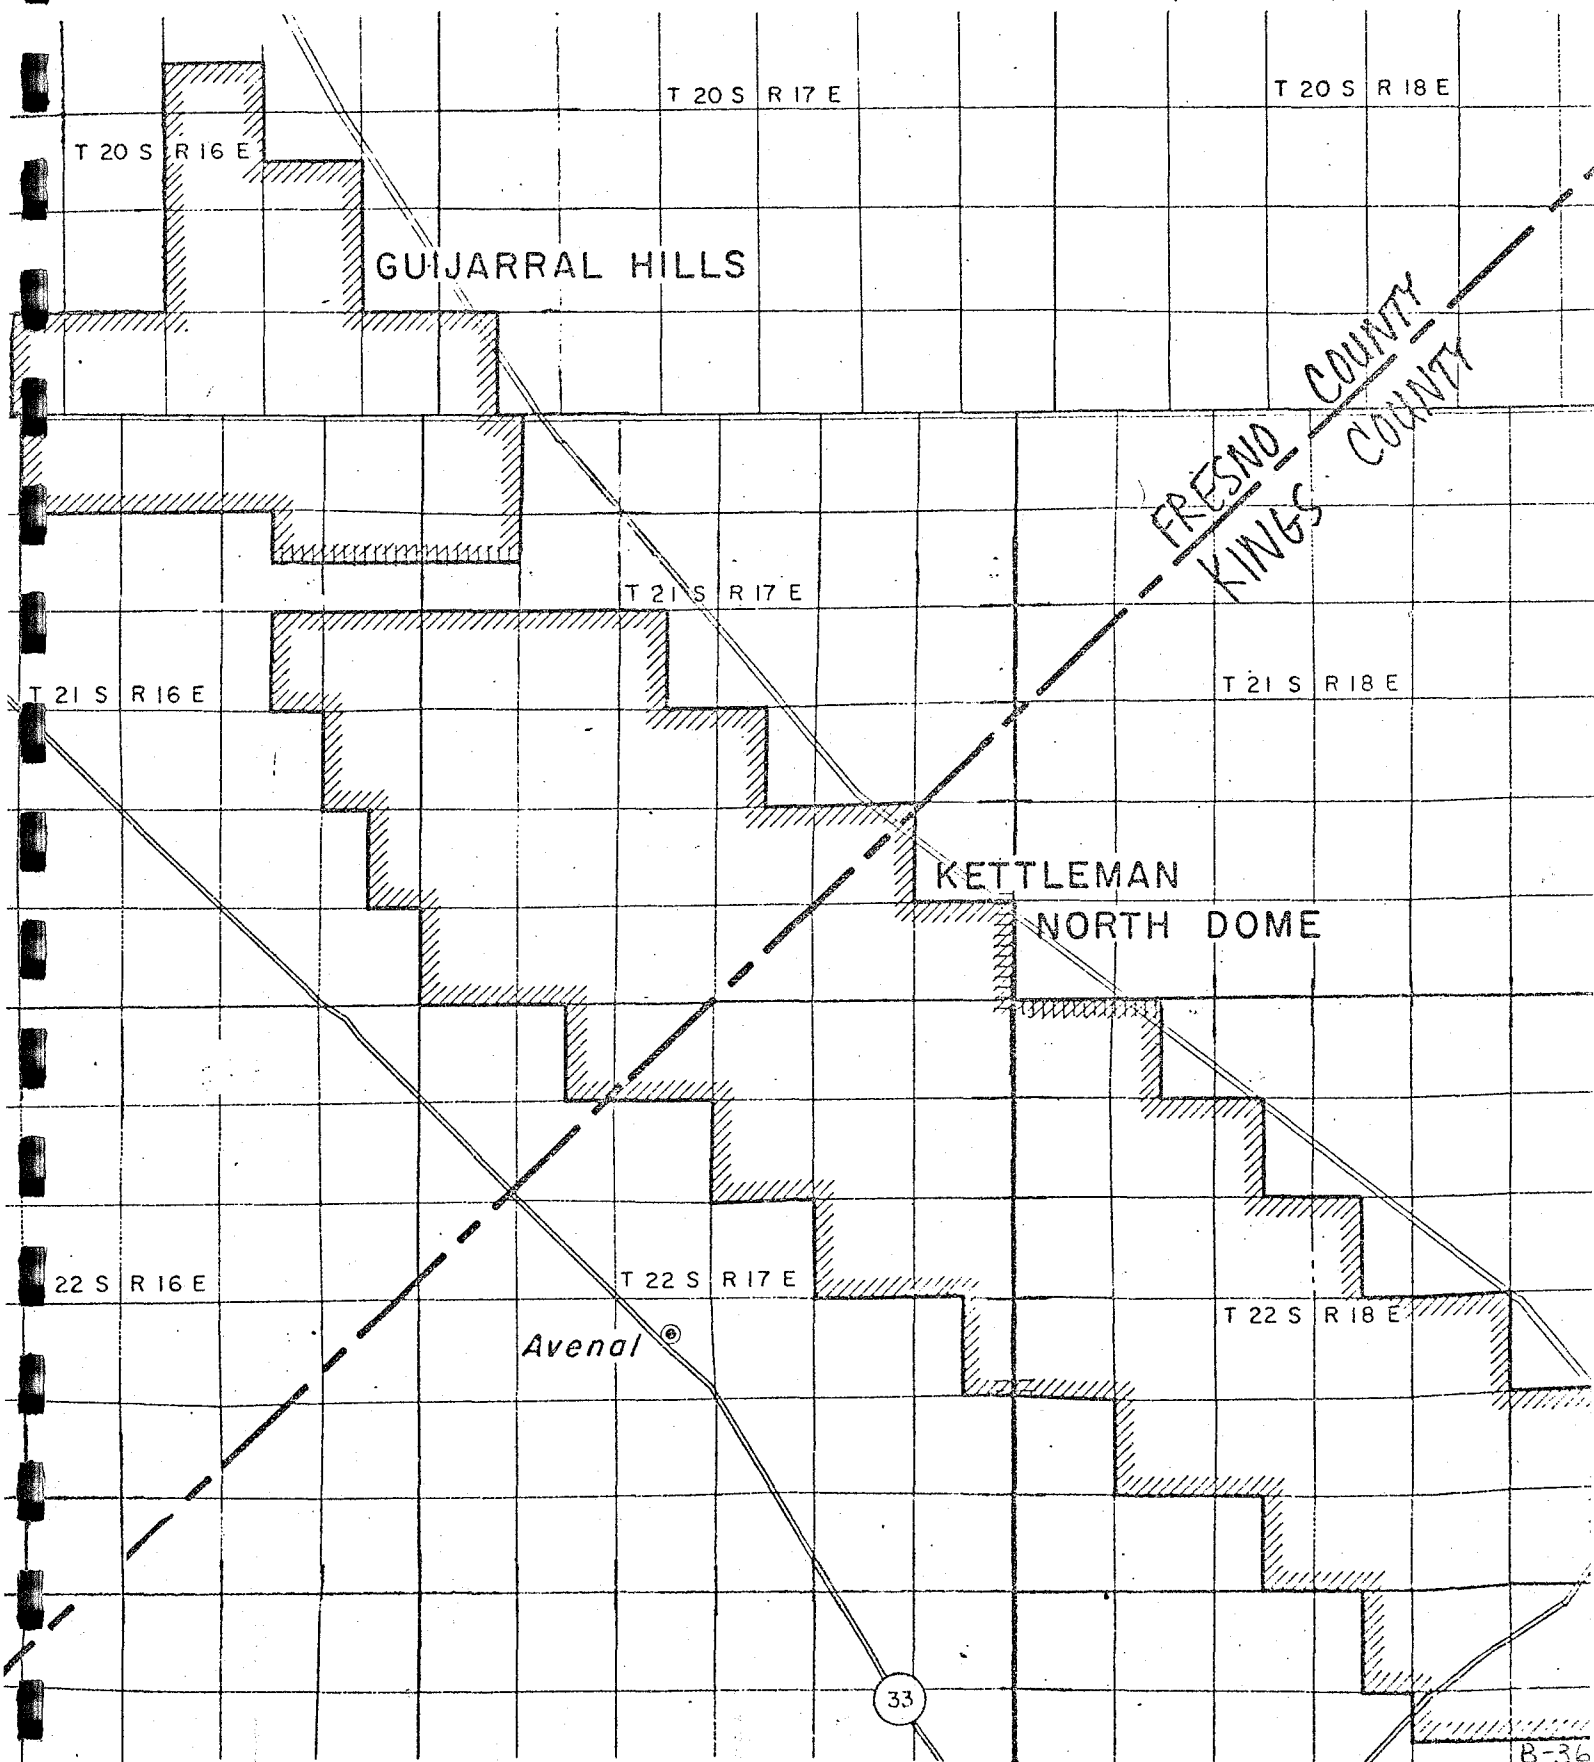 T 20 S R 17 E
T 20 S R 18 E
T 20 S R 16 E
GUIJARRAL HILLS
FRESNO COUNTY
KINGS COUNTY
T 21 S R 17 E
T 21 S R 16 E
T 21 S R 18 E
KETTLEMAN
NORTH DOME
22 S R 16 E
T 22 S R 17 E
T 22 S R 18 E
Avenal
33
B-36